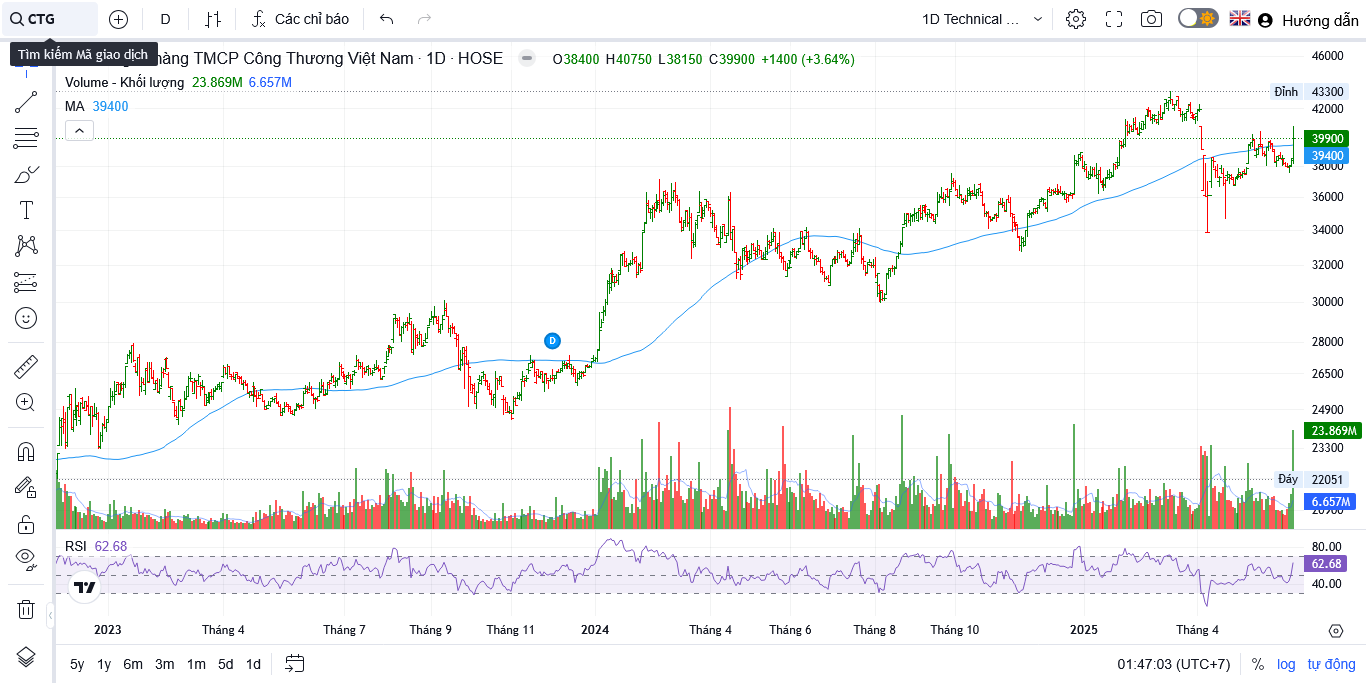 CTG D Các chỉ báo 1D Technical ... Hướng dẫn
Tìm kiếm Mã giao dịch
hàng TMCP Công Thương Việt Nam · 1D · HOSE O38400 H40750 L38150 C39900 +1400 (+3.64%)
Volume - Khối lượng 23.869M 6.657M
MA 39400
46000
Đỉnh 43300
42000
39900
39400
38000
36000
34000
32000
30000
D
28000
26500
24900
23.869M
23300
Đáy 22051
6.657M
20900
RSI 62.68
80.00
62.68
40.00
2023 Tháng 4 Tháng 7 Tháng 9 Tháng 11 2024 Tháng 4 Tháng 6 Tháng 8 Tháng 10 2025 Tháng 4
5y 1y 6m 3m 1m 5d 1d 01:47:03 (UTC+7) % log tự động